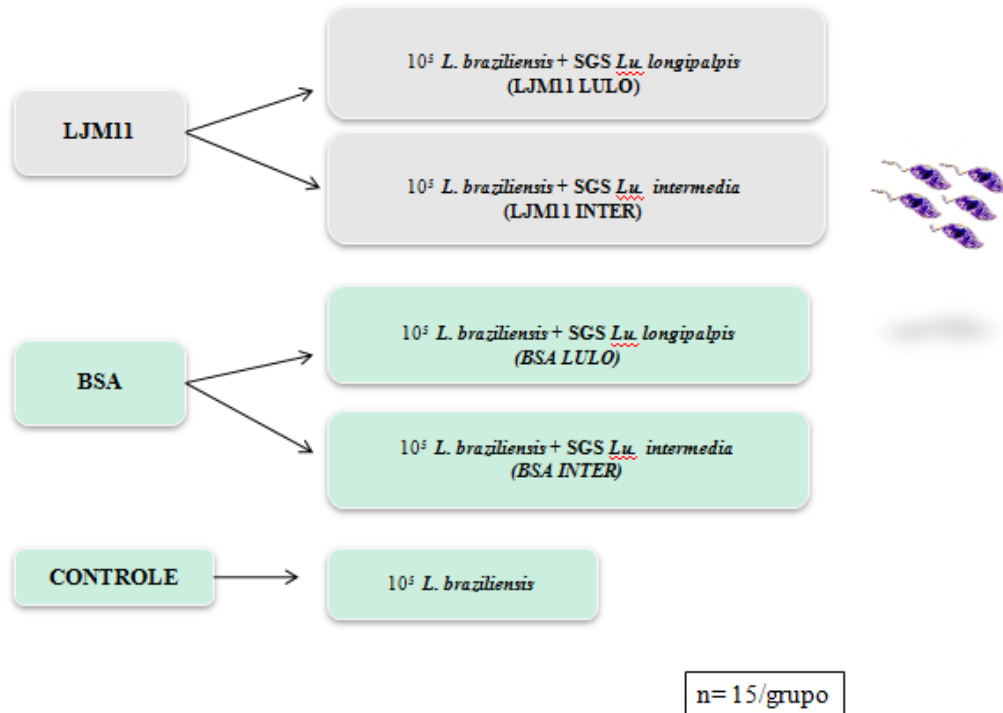 10⁵ L. braziliensis + SGS Lu. longipalpis
(LJM11 LULO)
LJM11
10⁵ L. braziliensis + SGS Lu. intermedia
(LJM11 INTER)
10⁵ L. braziliensis + SGS Lu. longipalpis
(BSA LULO)
BSA
10⁵ L. braziliensis + SGS Lu. intermedia
(BSA INTER)
CONTROLE
10⁵ L. braziliensis
n= 15/grupo